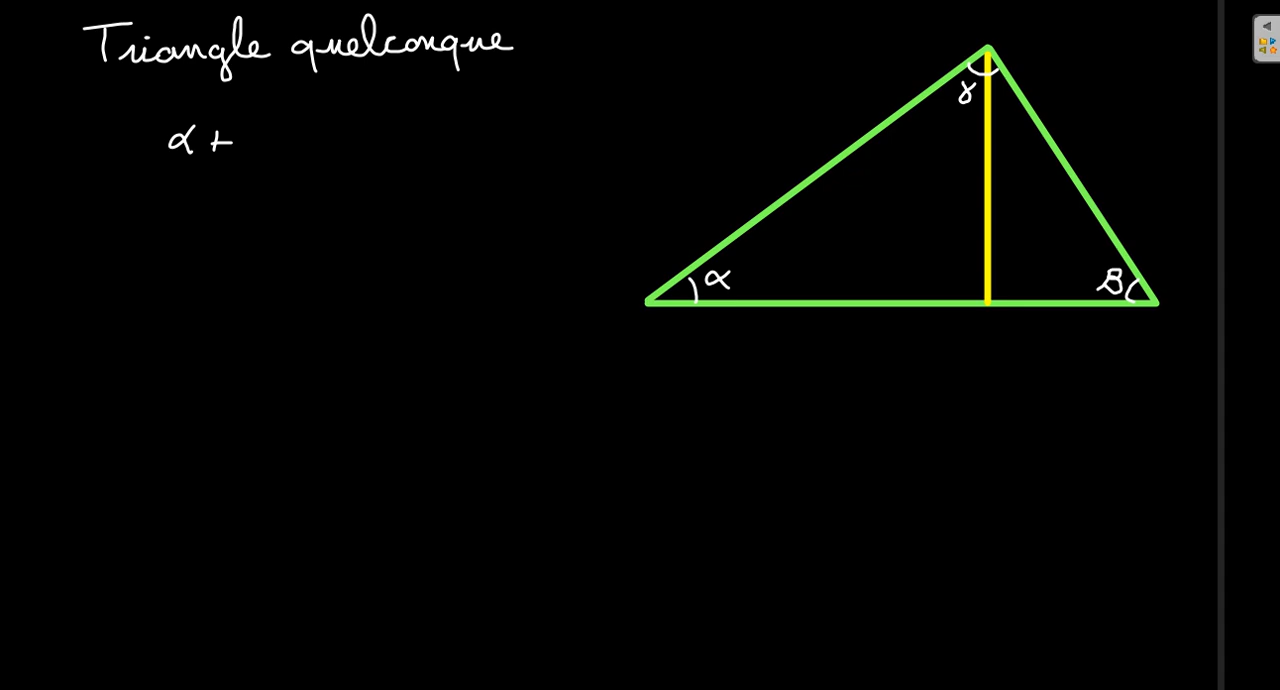 Triangle quelconque
α +
γ
α
β